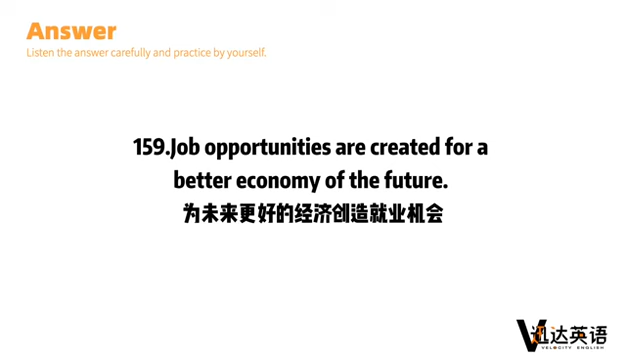 Answer
Listen the answer carefully and practice by yourself.
159.Job opportunities are created for a
better economy of the future.
为未来更好的经济创造就业机会
V迅达英语
VELOCITY ENGLISH